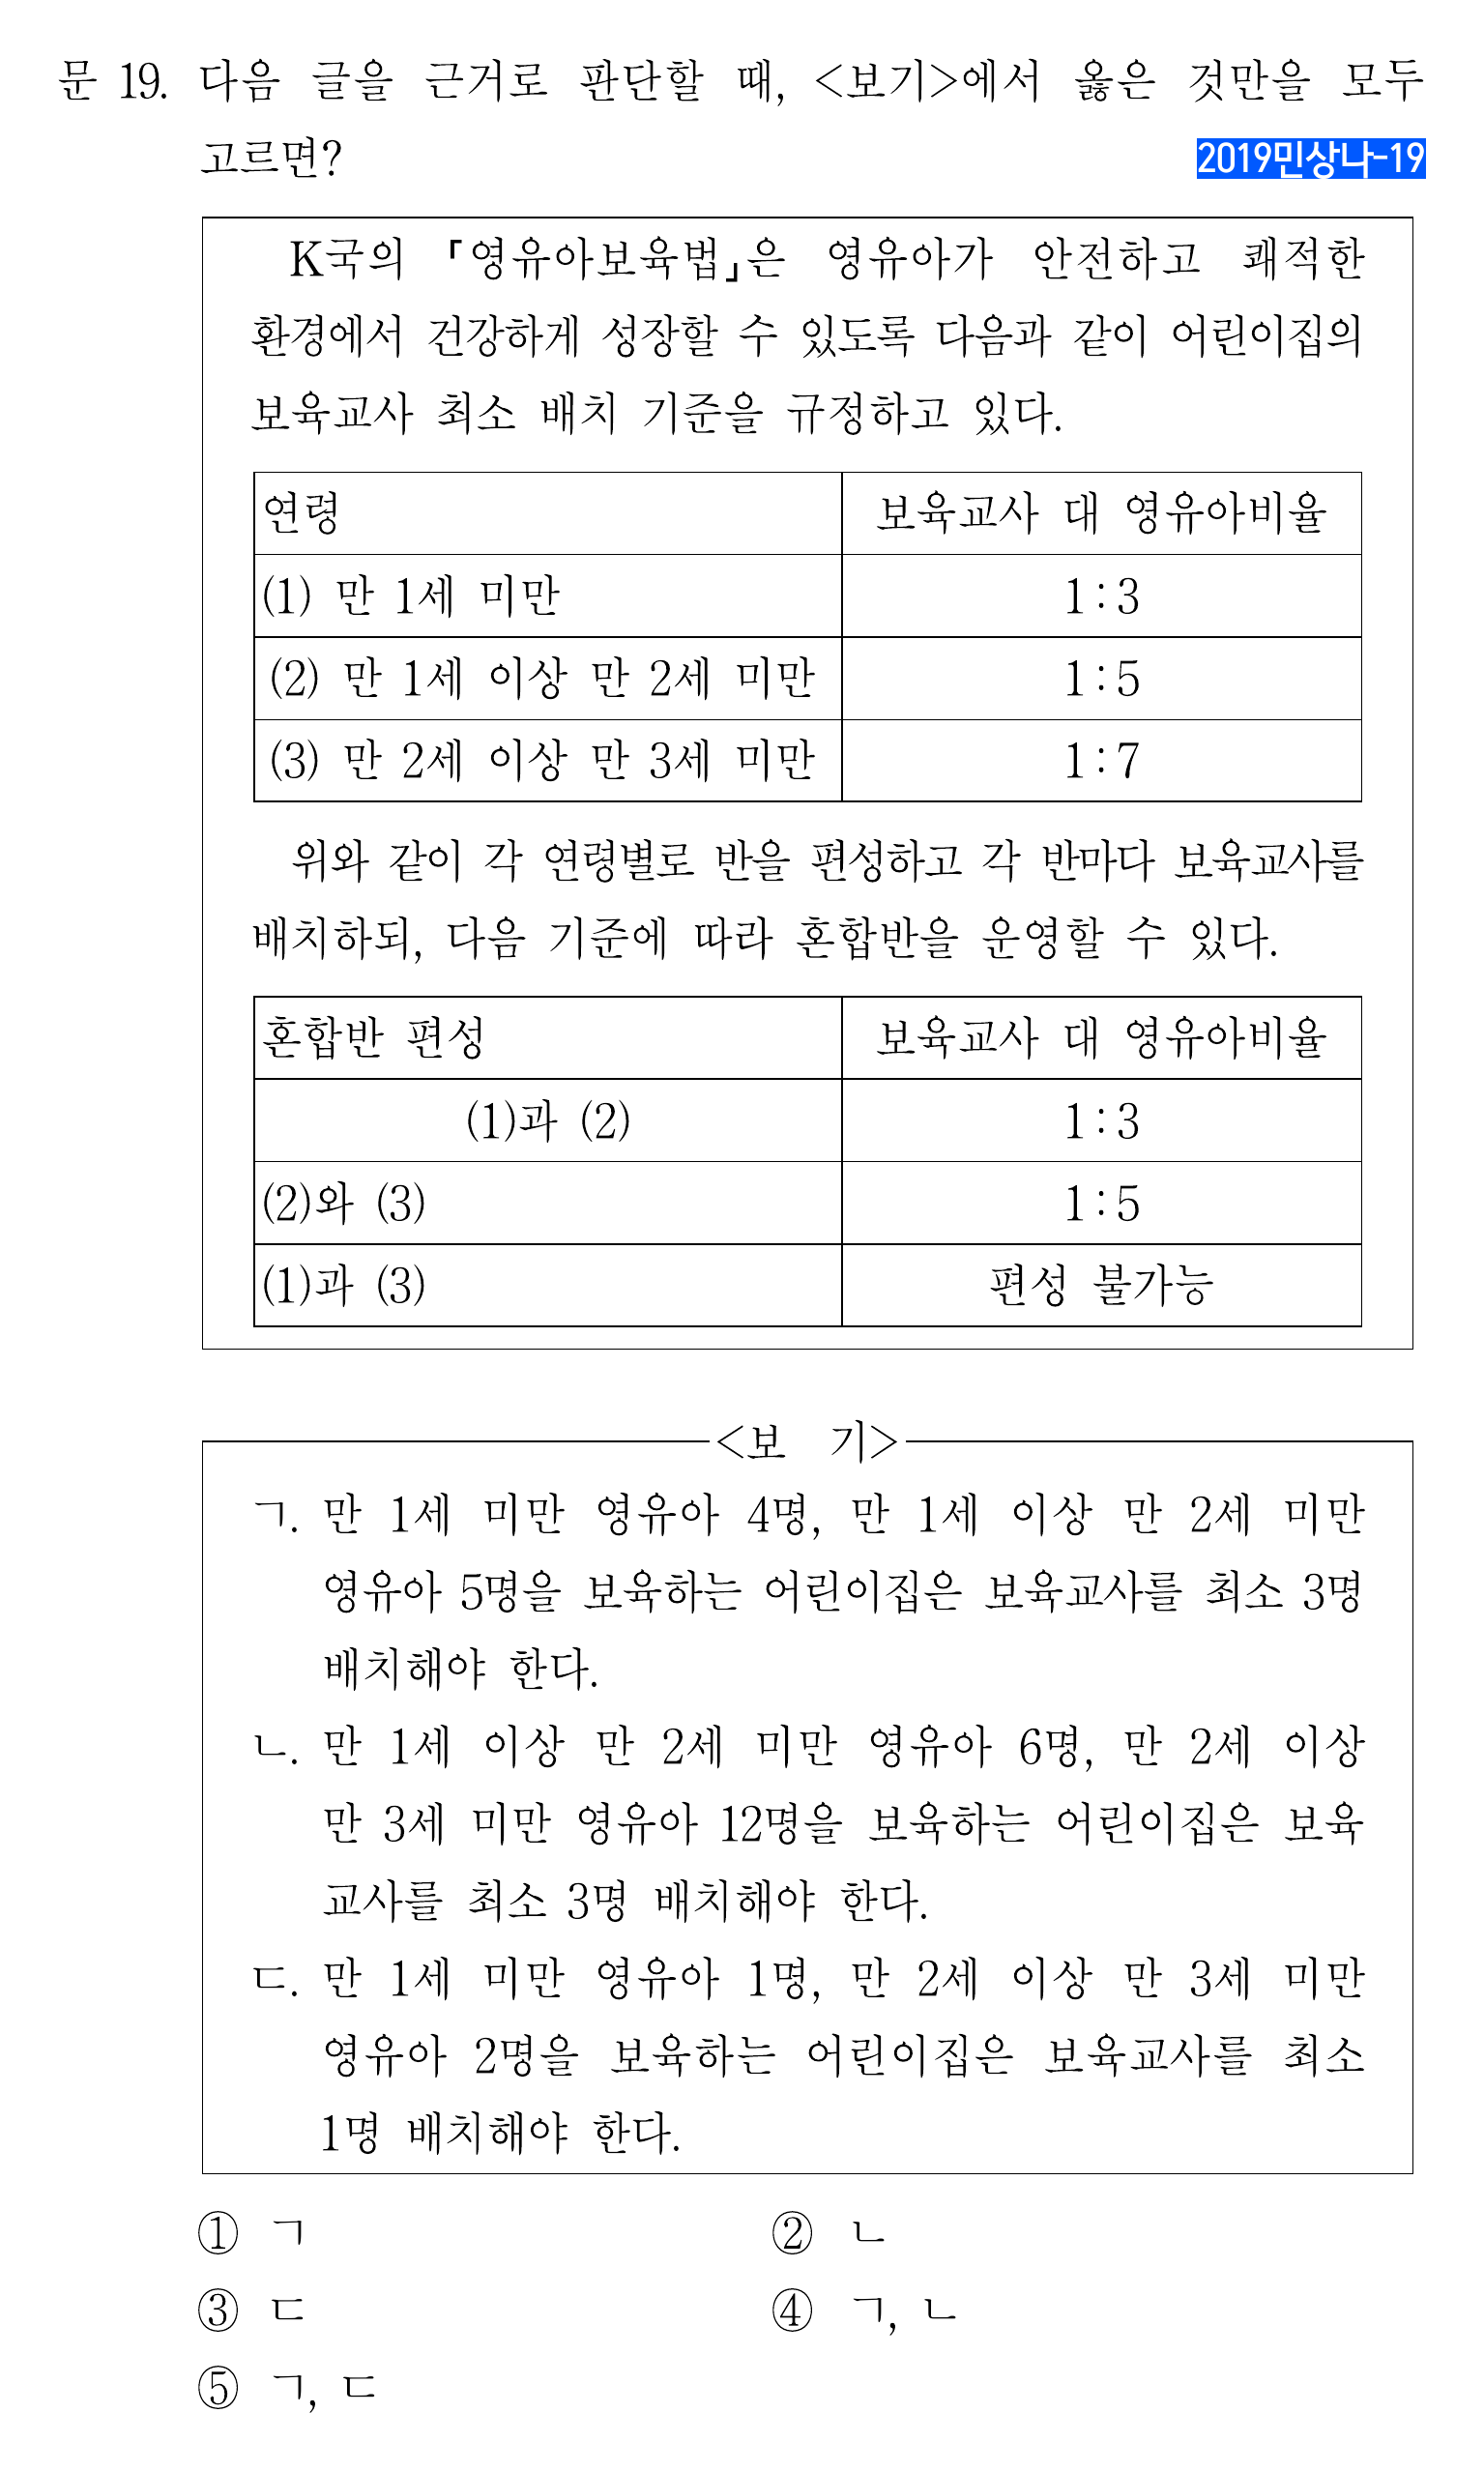 문 19. 다음 글을 근거로 판단할 때, <보기>에서 옳은 것만을 모두
고르면?
2019민상나-19
K국의 「영유아보육법」은 영유아가 안전하고 쾌적한
환경에서 건강하게 성장할 수 있도록 다음과 같이 어린이집의
보육교사 최소 배치 기준을 규정하고 있다.
연령 보육교사 대 영유아비율
(1) 만 1세 미만 1 : 3
(2) 만 1세 이상 만 2세 미만 1 : 5
(3) 만 2세 이상 만 3세 미만 1 : 7
위와 같이 각 연령별로 반을 편성하고 각 반마다 보육교사를
배치하되, 다음 기준에 따라 혼합반을 운영할 수 있다.
혼합반 편성 보육교사 대 영유아비율
(1)과 (2) 1 : 3
(2)와 (3) 1 : 5
(1)과 (3) 편성 불가능
<보 기>
ㄱ. 만 1세 미만 영유아 4명, 만 1세 이상 만 2세 미만
영유아 5명을 보육하는 어린이집은 보육교사를 최소 3명
배치해야 한다.
ㄴ. 만 1세 이상 만 2세 미만 영유아 6명, 만 2세 이상
만 3세 미만 영유아 12명을 보육하는 어린이집은 보육
교사를 최소 3명 배치해야 한다.
ㄷ. 만 1세 미만 영유아 1명, 만 2세 이상 만 3세 미만
영유아 2명을 보육하는 어린이집은 보육교사를 최소
1명 배치해야 한다.
① ㄱ ② ㄴ
③ ㄷ ④ ㄱ, ㄴ
⑤ ㄱ, ㄷ